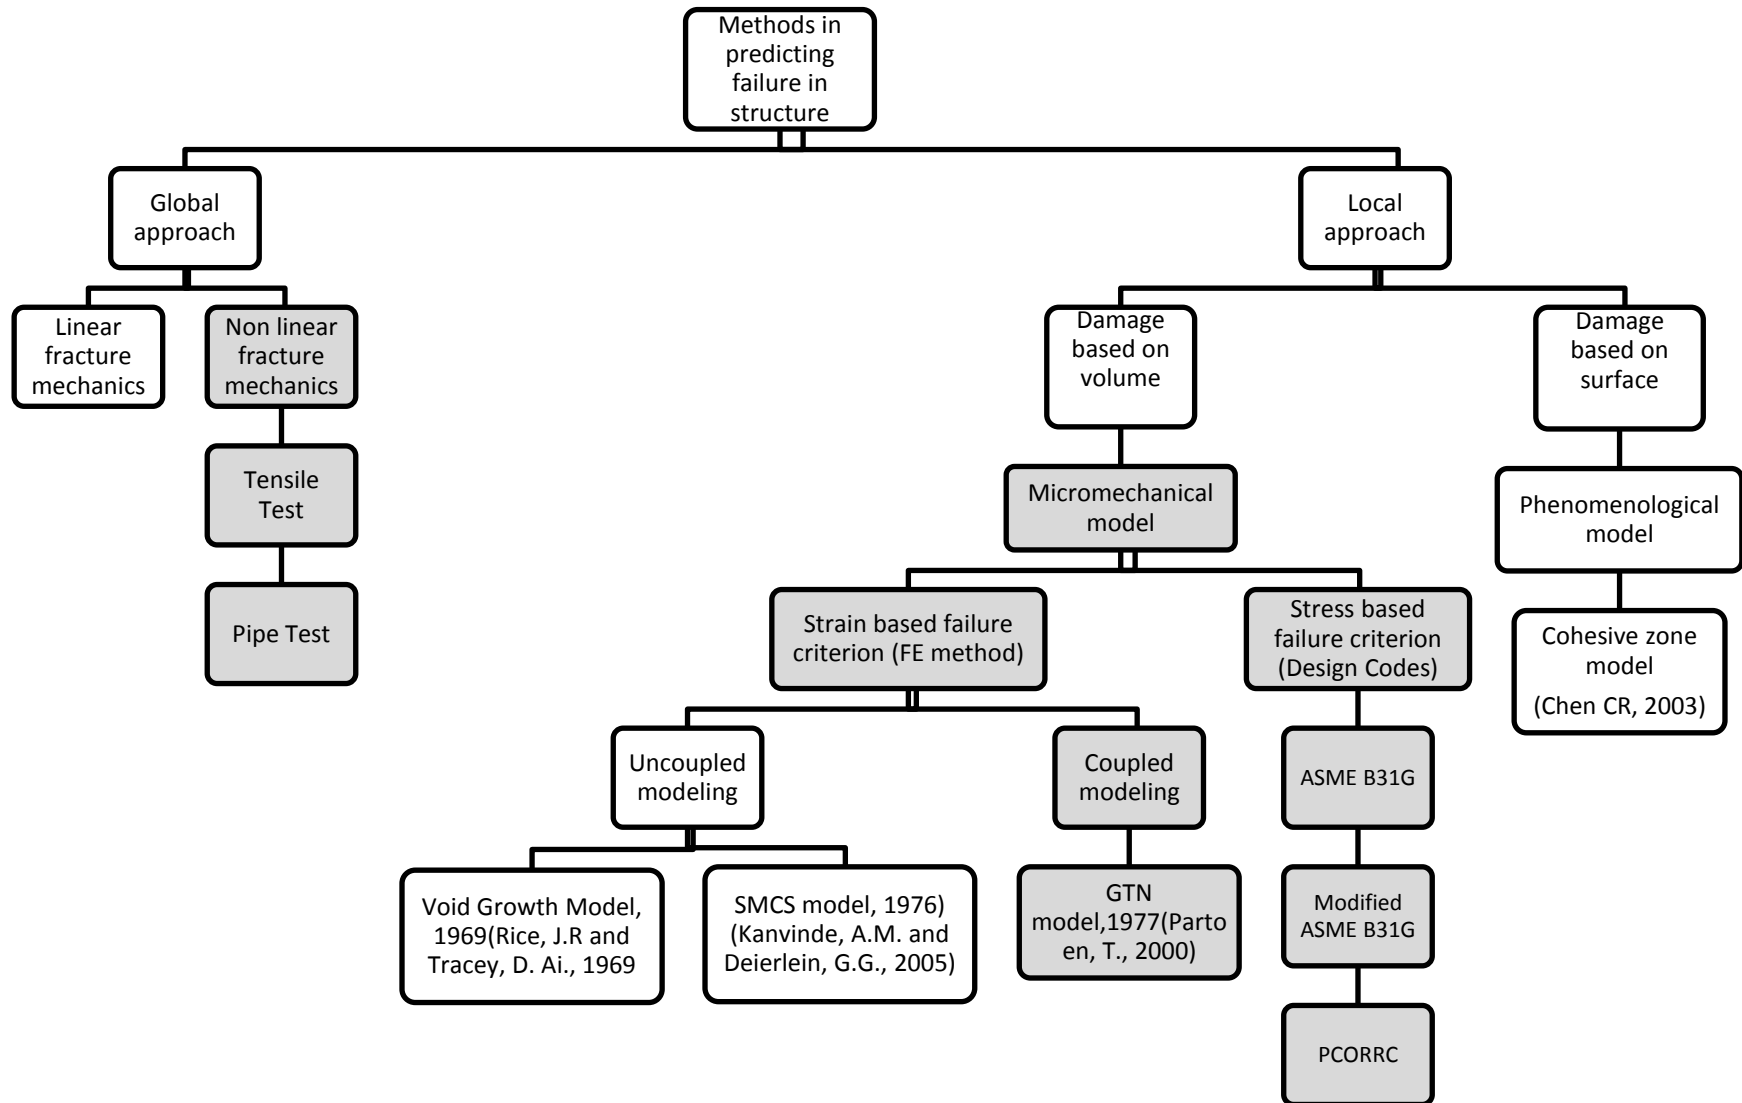 Methods in
predicting
failure in
structure
Global
approach
Local
approach
Linear
fracture
mechanics
Non linear
fracture
mechanics
Damage
based on
volume
Damage
based on
surface
Tensile
Test
Micromechanical
model
Phenomenological
model
Pipe Test
Strain based failure
criterion (FE method)
Stress based
failure criterion
(Design Codes)
Cohesive zone
model
(Chen CR, 2003)
Uncoupled
modeling
Coupled
modeling
ASME B31G
Void Growth Model,
1969(Rice, J.R and
Tracey, D. Ai., 1969
SMCS model, 1976)
(Kanvinde, A.M. and
Deierlein, G.G., 2005)
GTN
model,1977(Parto
en, T., 2000)
Modified
ASME B31G
PCORRC